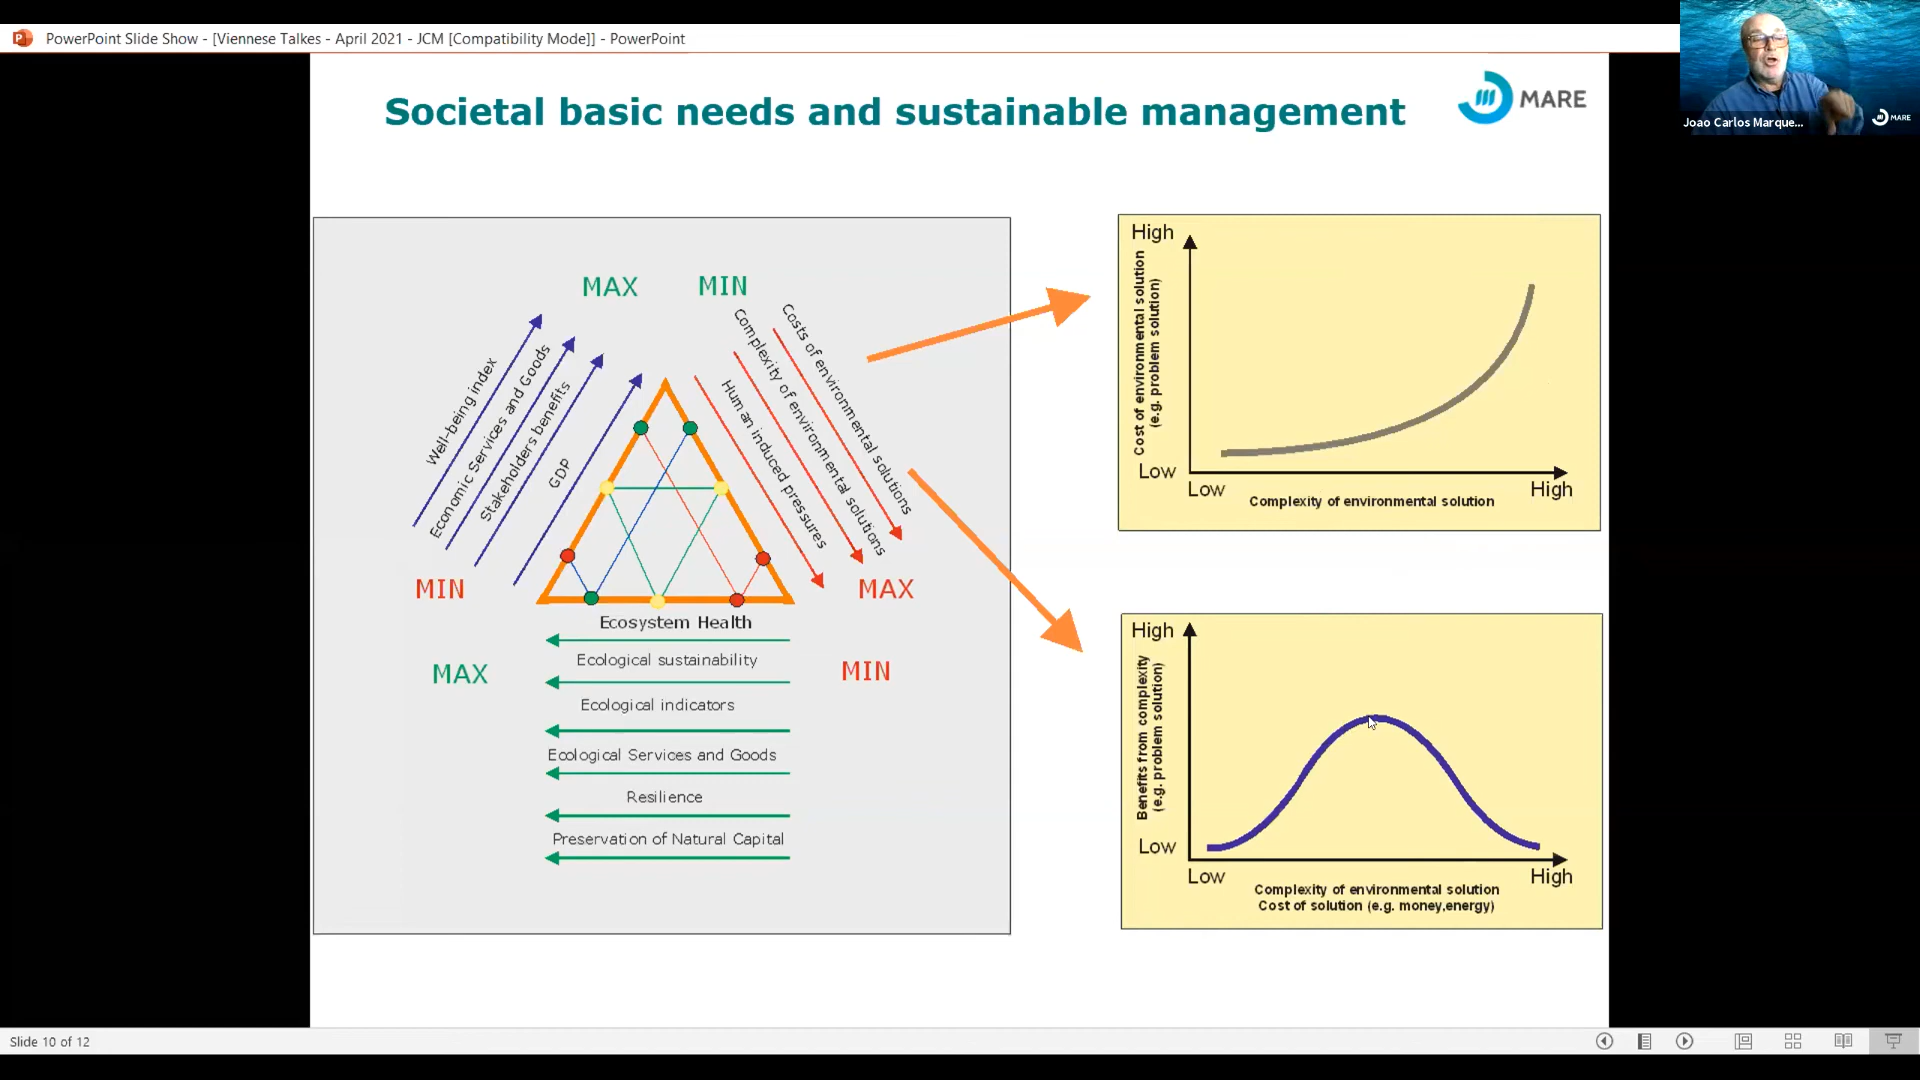 PowerPoint Slide Show - [Viennese Talkes - April 2021 - JCM [Compatibility Mode]] - PowerPoint
Joao Carlos Marque...
MARE
Societal basic needs and sustainable management
MARE
MAX
MIN
Well-being index
Economic Services and Goods
Stakeholders benefits
GDP
Human induced pressures
Complexity of environmental solutions
Costs of environmental solutions
MIN
MAX
Ecosystem Health
MAX
MIN
Ecological sustainability
Ecological indicators
Ecological Services and Goods
Resilience
Preservation of Natural Capital
High
Cost of environmental solution
(e.g. problem solution)
Low
Low
High
Complexity of environmental solution
High
Benefits from complexity
(e.g. problem solution)
Low
Low
High
Complexity of environmental solution
Cost of solution (e.g. money,energy)
Slide 10 of 12